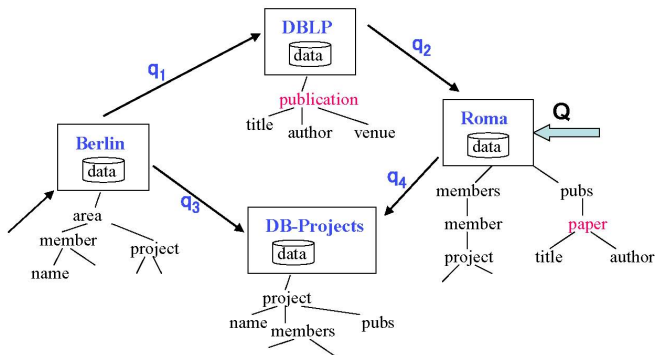 DBLP
data
q1
q2
publication
title
author
venue
Berlin
data
Roma
data
Q
q3
q4
area
member
project
name
DB-Projects
data
members
pubs
member
paper
project
title
author
project
name
members
pubs